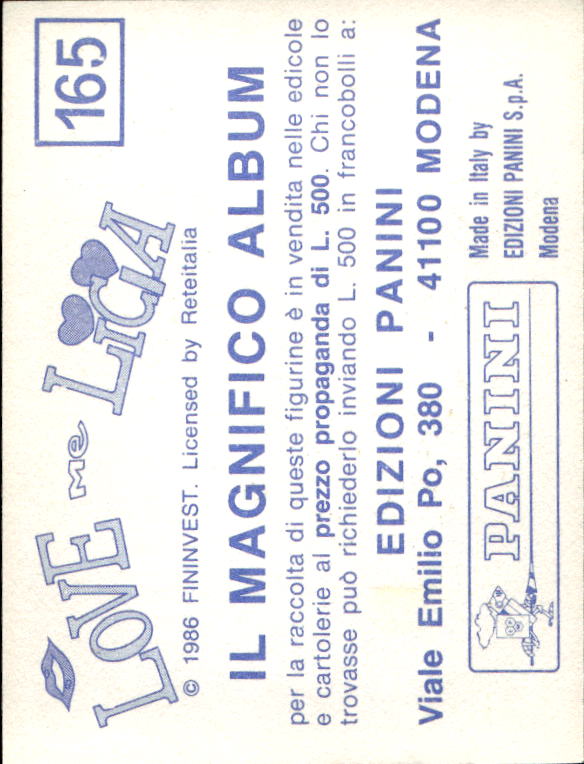 LOVE me LICIA
165
© 1986 FININVEST. Licensed by Reteitalia
IL MAGNIFICO ALBUM
per la raccolta di queste figurine è in vendita nelle edicole
e cartolerie al prezzo propaganda di L. 500. Chi non lo
trovasse può richiederlo inviando L. 500 in francobolli a:
EDIZIONI PANINI
Viale Emilio Po, 380 - 41100 MODENA
PANINI
Made in Italy by
EDIZIONI PANINI S.p.A.
Modena